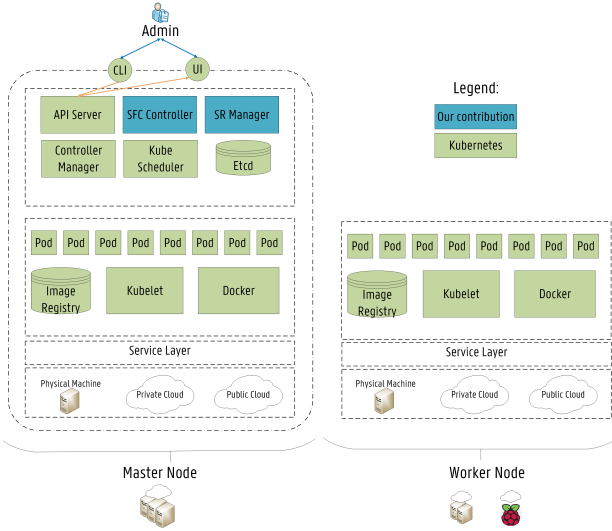 Admin
CLI
UI
API Server
SFC Controller
SR Manager
Controller
Manager
Kube
Scheduler
Etcd
Pod Pod Pod Pod Pod Pod Pod Pod
Image
Registry
Kubelet
Docker
Service Layer
Physical Machine
Private Cloud
Public Cloud
Master Node
Legend:
Our contribution
Kubernetes
Pod Pod Pod Pod Pod Pod Pod Pod
Image
Registry
Kubelet
Docker
Service Layer
Physical Machine
Private Cloud
Public Cloud
Worker Node